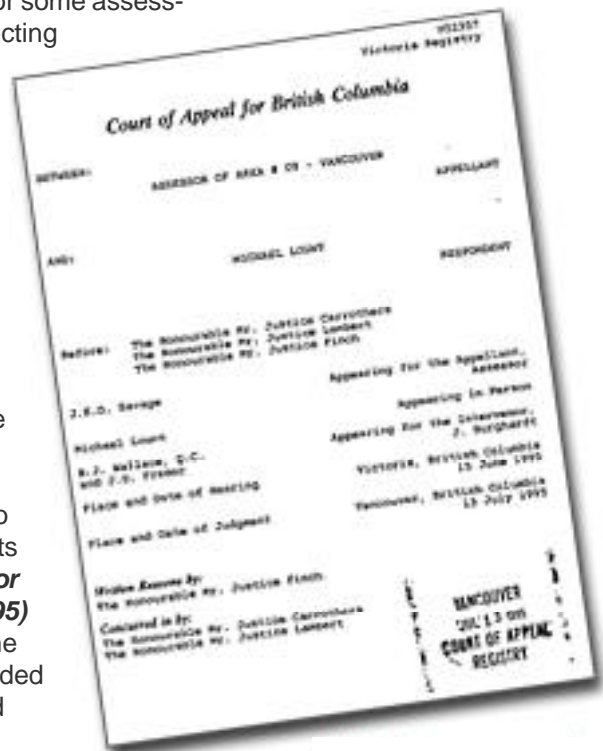 or some assess-
cting
V02357
Victoria Registry
Court of Appeal for British Columbia
BETWEEN:
ASSESSOR OF AREA # 09 - VANCOUVER
APPELLANT
AND:
MICHAEL LOUNT
RESPONDENT
Before: The Honourable Mr. Justice Carrothers
The Honourable Mr. Justice Lambert
The Honourable Mr. Justice Finch
Savage
Appearing for the Appellant,
Assessor
Michael Lount
Appearing in Person
Wallace, Q.C.
and
Appearing for the Intervenor,
J. Burghardt
Place and Date of Hearing
Victoria, British Columbia
15 June 1995
Place and Date of Judgment
Vancouver, British Columbia
13 July 1995
Written Reasons by:
The Honourable Mr. Justice Finch
Concurred in by:
The Honourable Mr. Justice Carrothers
The Honourable Mr. Justice Lambert
VANCOUVER
JUL 13 1995
COURT OF APPEAL
REGISTRY
e
o
ts
or
95)
he
ded
d